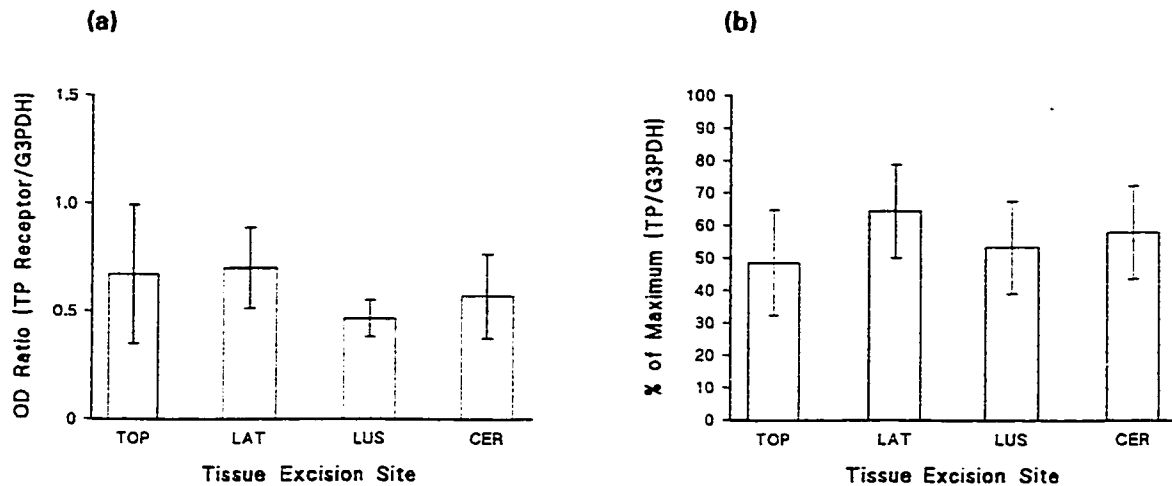 (a)
OD Ratio (TP Receptor/G3PDH)
1.5
1.0
0.5
0
TOP LAT LUS CER
Tissue Excision Site
(b)
% of Maximum (TP/G3PDH)
100
90
80
70
60
50
40
30
20
10
0
TOP LAT LUS CER
Tissue Excision Site